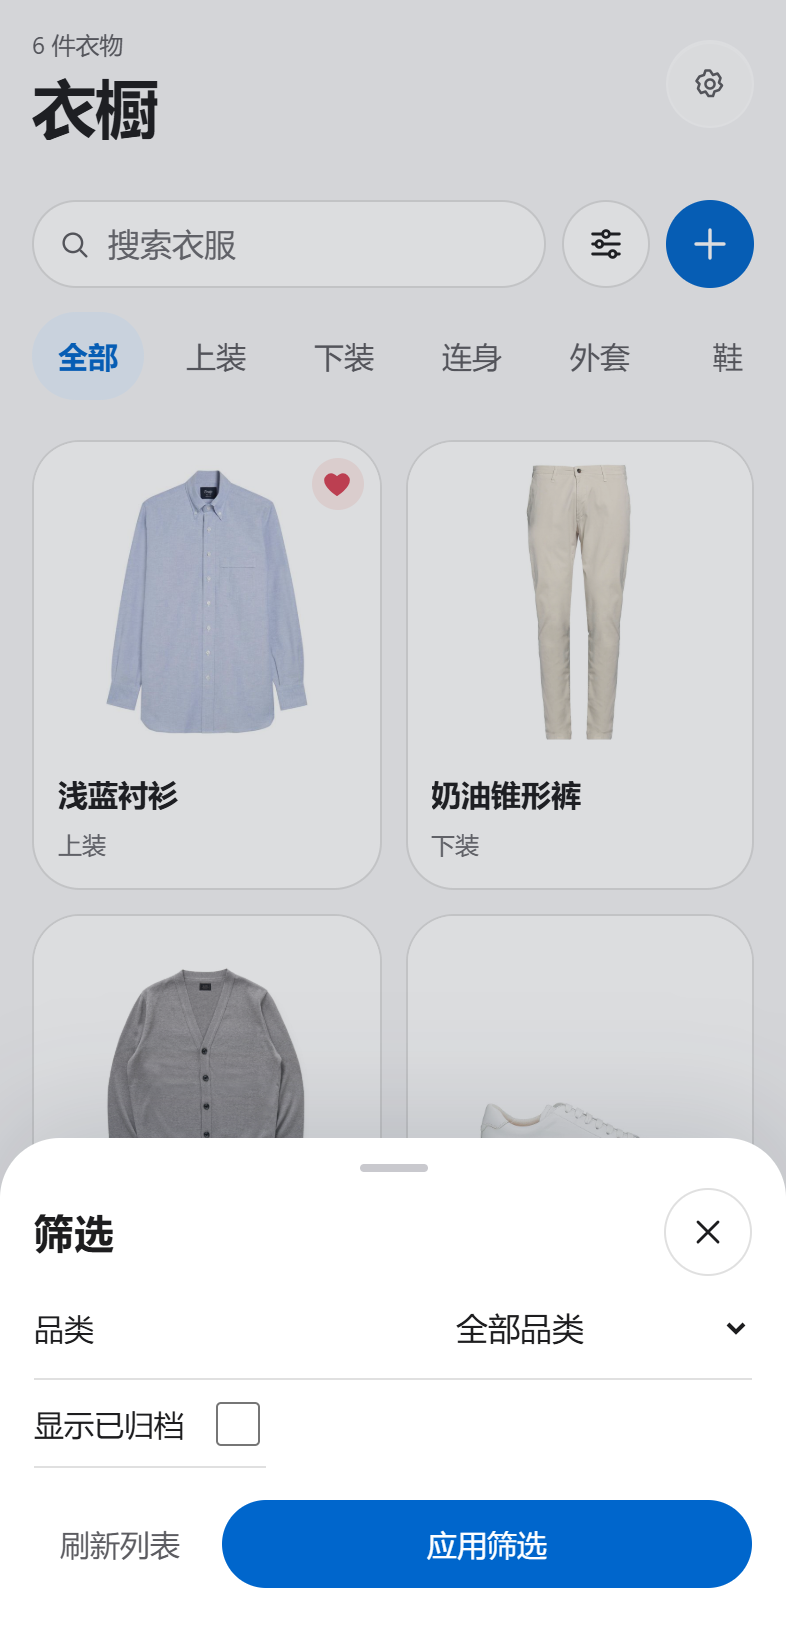 6 件衣物
衣橱
搜索衣服
全部 上装 下装 连身 外套 鞋
浅蓝衬衫
上装
奶油锥形裤
下装
筛选
品类 全部品类
显示已归档
刷新列表 应用筛选